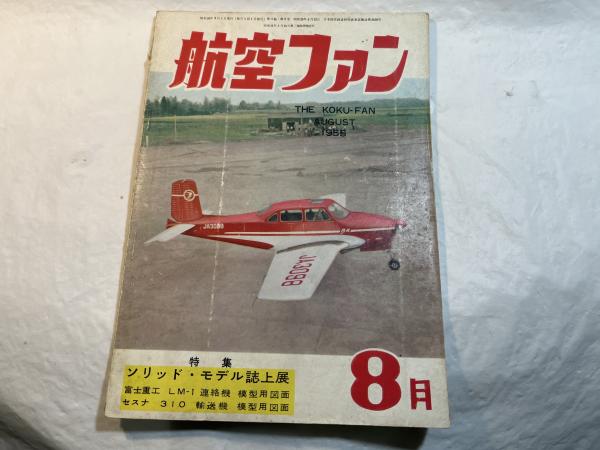 航空ファン
THE KOKU-FAN
AUGUST
1956
JA3088
JA3088
特集
ソリッド・モデル誌上展
富士重工 LM-1 連絡機 模型用図面
セスナ 310 輸送機 模型用図面
8月